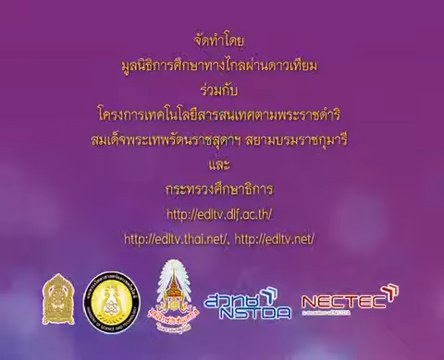 จัดทำโดย
มูลนิธิการศึกษาทางไกลผ่านดาวเทียม
ร่วมกับ
โครงการเทคโนโลยีสารสนเทศตามพระราชดำริ
สมเด็จพระเทพรัตนราชสุดาฯ สยามบรมราชกุมารี
และ
กระทรวงศึกษาธิการ
http://edltv.dlf.ac.th/
http://edltv.thai.net/, http://edltv.net/
สวทช
NSTDA
NECTEC